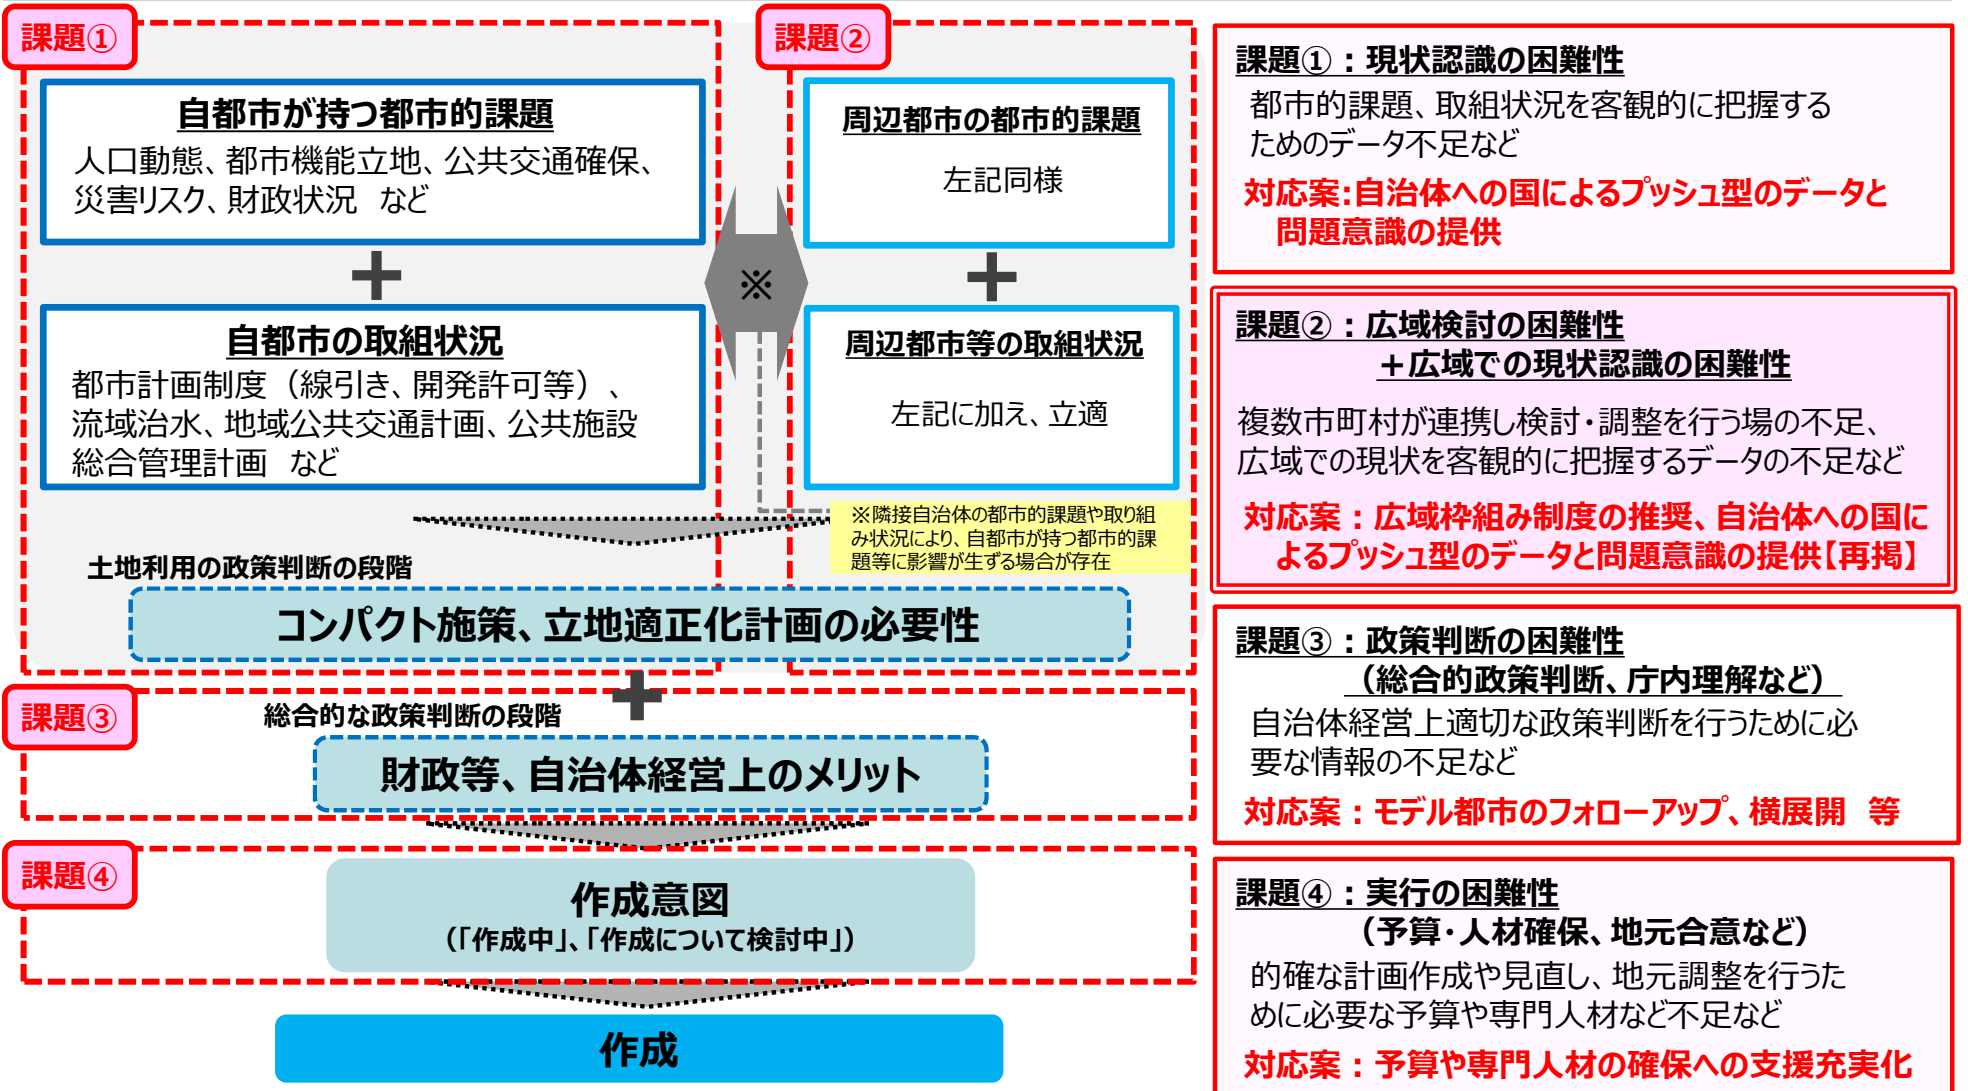 課題①
自都市が持つ都市的課題
人口動態、都市機能立地、公共交通確保、
災害リスク、財政状況　など
自都市の取組状況
都市計画制度（線引き、開発許可等）、
流域治水、地域公共交通計画、公共施設
総合管理計画　など
※
課題②
周辺都市の都市的課題
左記同様
周辺都市等の取組状況
左記に加え、立適
※隣接自治体の都市的課題や取り組
み状況により、自都市が持つ都市的課
題等に影響が生ずる場合が存在
土地利用の政策判断の段階
コンパクト施策、立地適正化計画の必要性
課題③
総合的な政策判断の段階
財政等、自治体経営上のメリット
課題④
作成意図
（「作成中」、「作成について検討中」）
作成
課題①：現状認識の困難性
都市的課題、取組状況を客観的に把握する
ためのデータ不足など
対応案:自治体への国によるプッシュ型のデータと
問題意識の提供
課題②：広域検討の困難性
＋広域での現状認識の困難性
複数市町村が連携し検討・調整を行う場の不足、
広域での現状を客観的に把握するデータの不足など
対応案：広域枠組み制度の推奨、自治体への国に
よるプッシュ型のデータと問題意識の提供【再掲】
課題③：政策判断の困難性
（総合的政策判断、庁内理解など）
自治体経営上適切な政策判断を行うために必
要な情報の不足など
対応案：モデル都市のフォローアップ、横展開　等
課題④：実行の困難性
（予算・人材確保、地元合意など）
的確な計画作成や見直し、地元調整を行うた
めに必要な予算や専門人材など不足など
対応案：予算や専門人材の確保への支援充実化